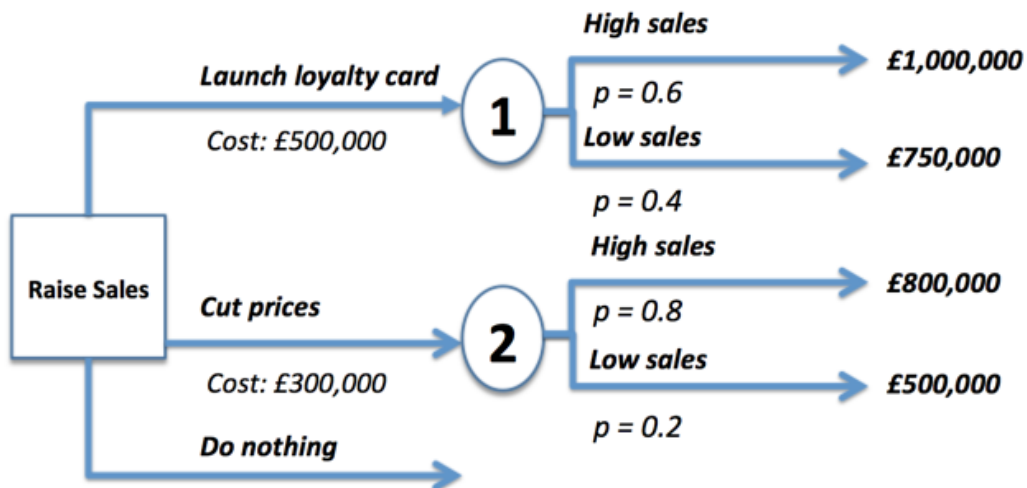 High sales
£1,000,000
Launch loyalty card
p = 0.6
1
Cost: £500,000
Low sales
£750,000
p = 0.4
High sales
Raise Sales
£800,000
Cut prices
p = 0.8
2
Low sales
Cost: £300,000
£500,000
p = 0.2
Do nothing